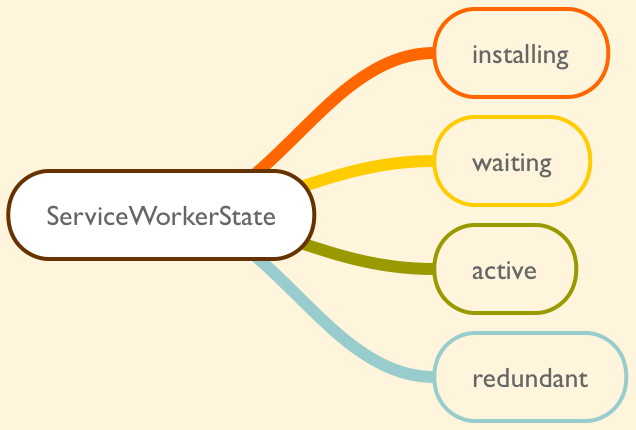 ServiceWorkerState
installing
waiting
active
redundant